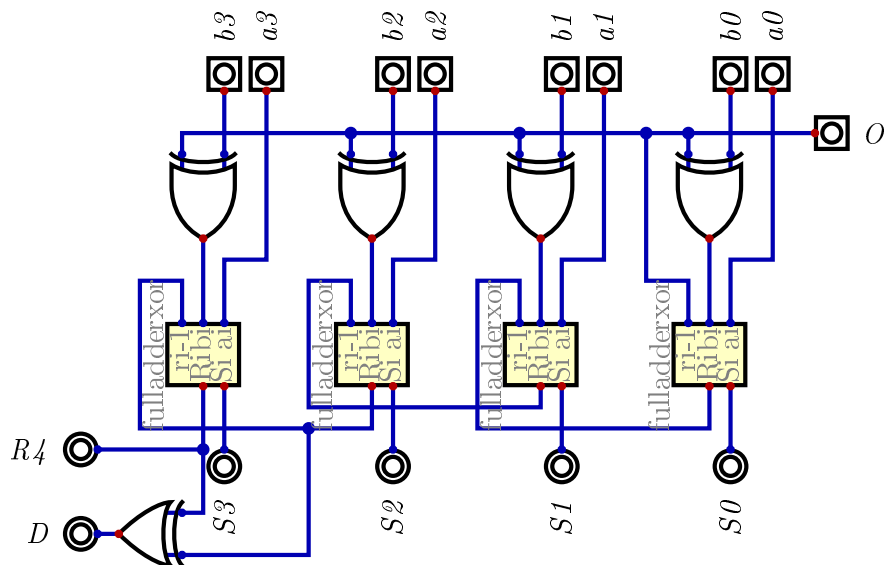 b3
a3
b2
a2
b1
a1
b0
a0
O
fulladderxor
ri-1
Ribi
Si ai
fulladderxor
ri-1
Ribi
Si ai
fulladderxor
ri-1
Ribi
Si ai
fulladderxor
ri-1
Ribi
Si ai
R4
S3
S2
S1
S0
D